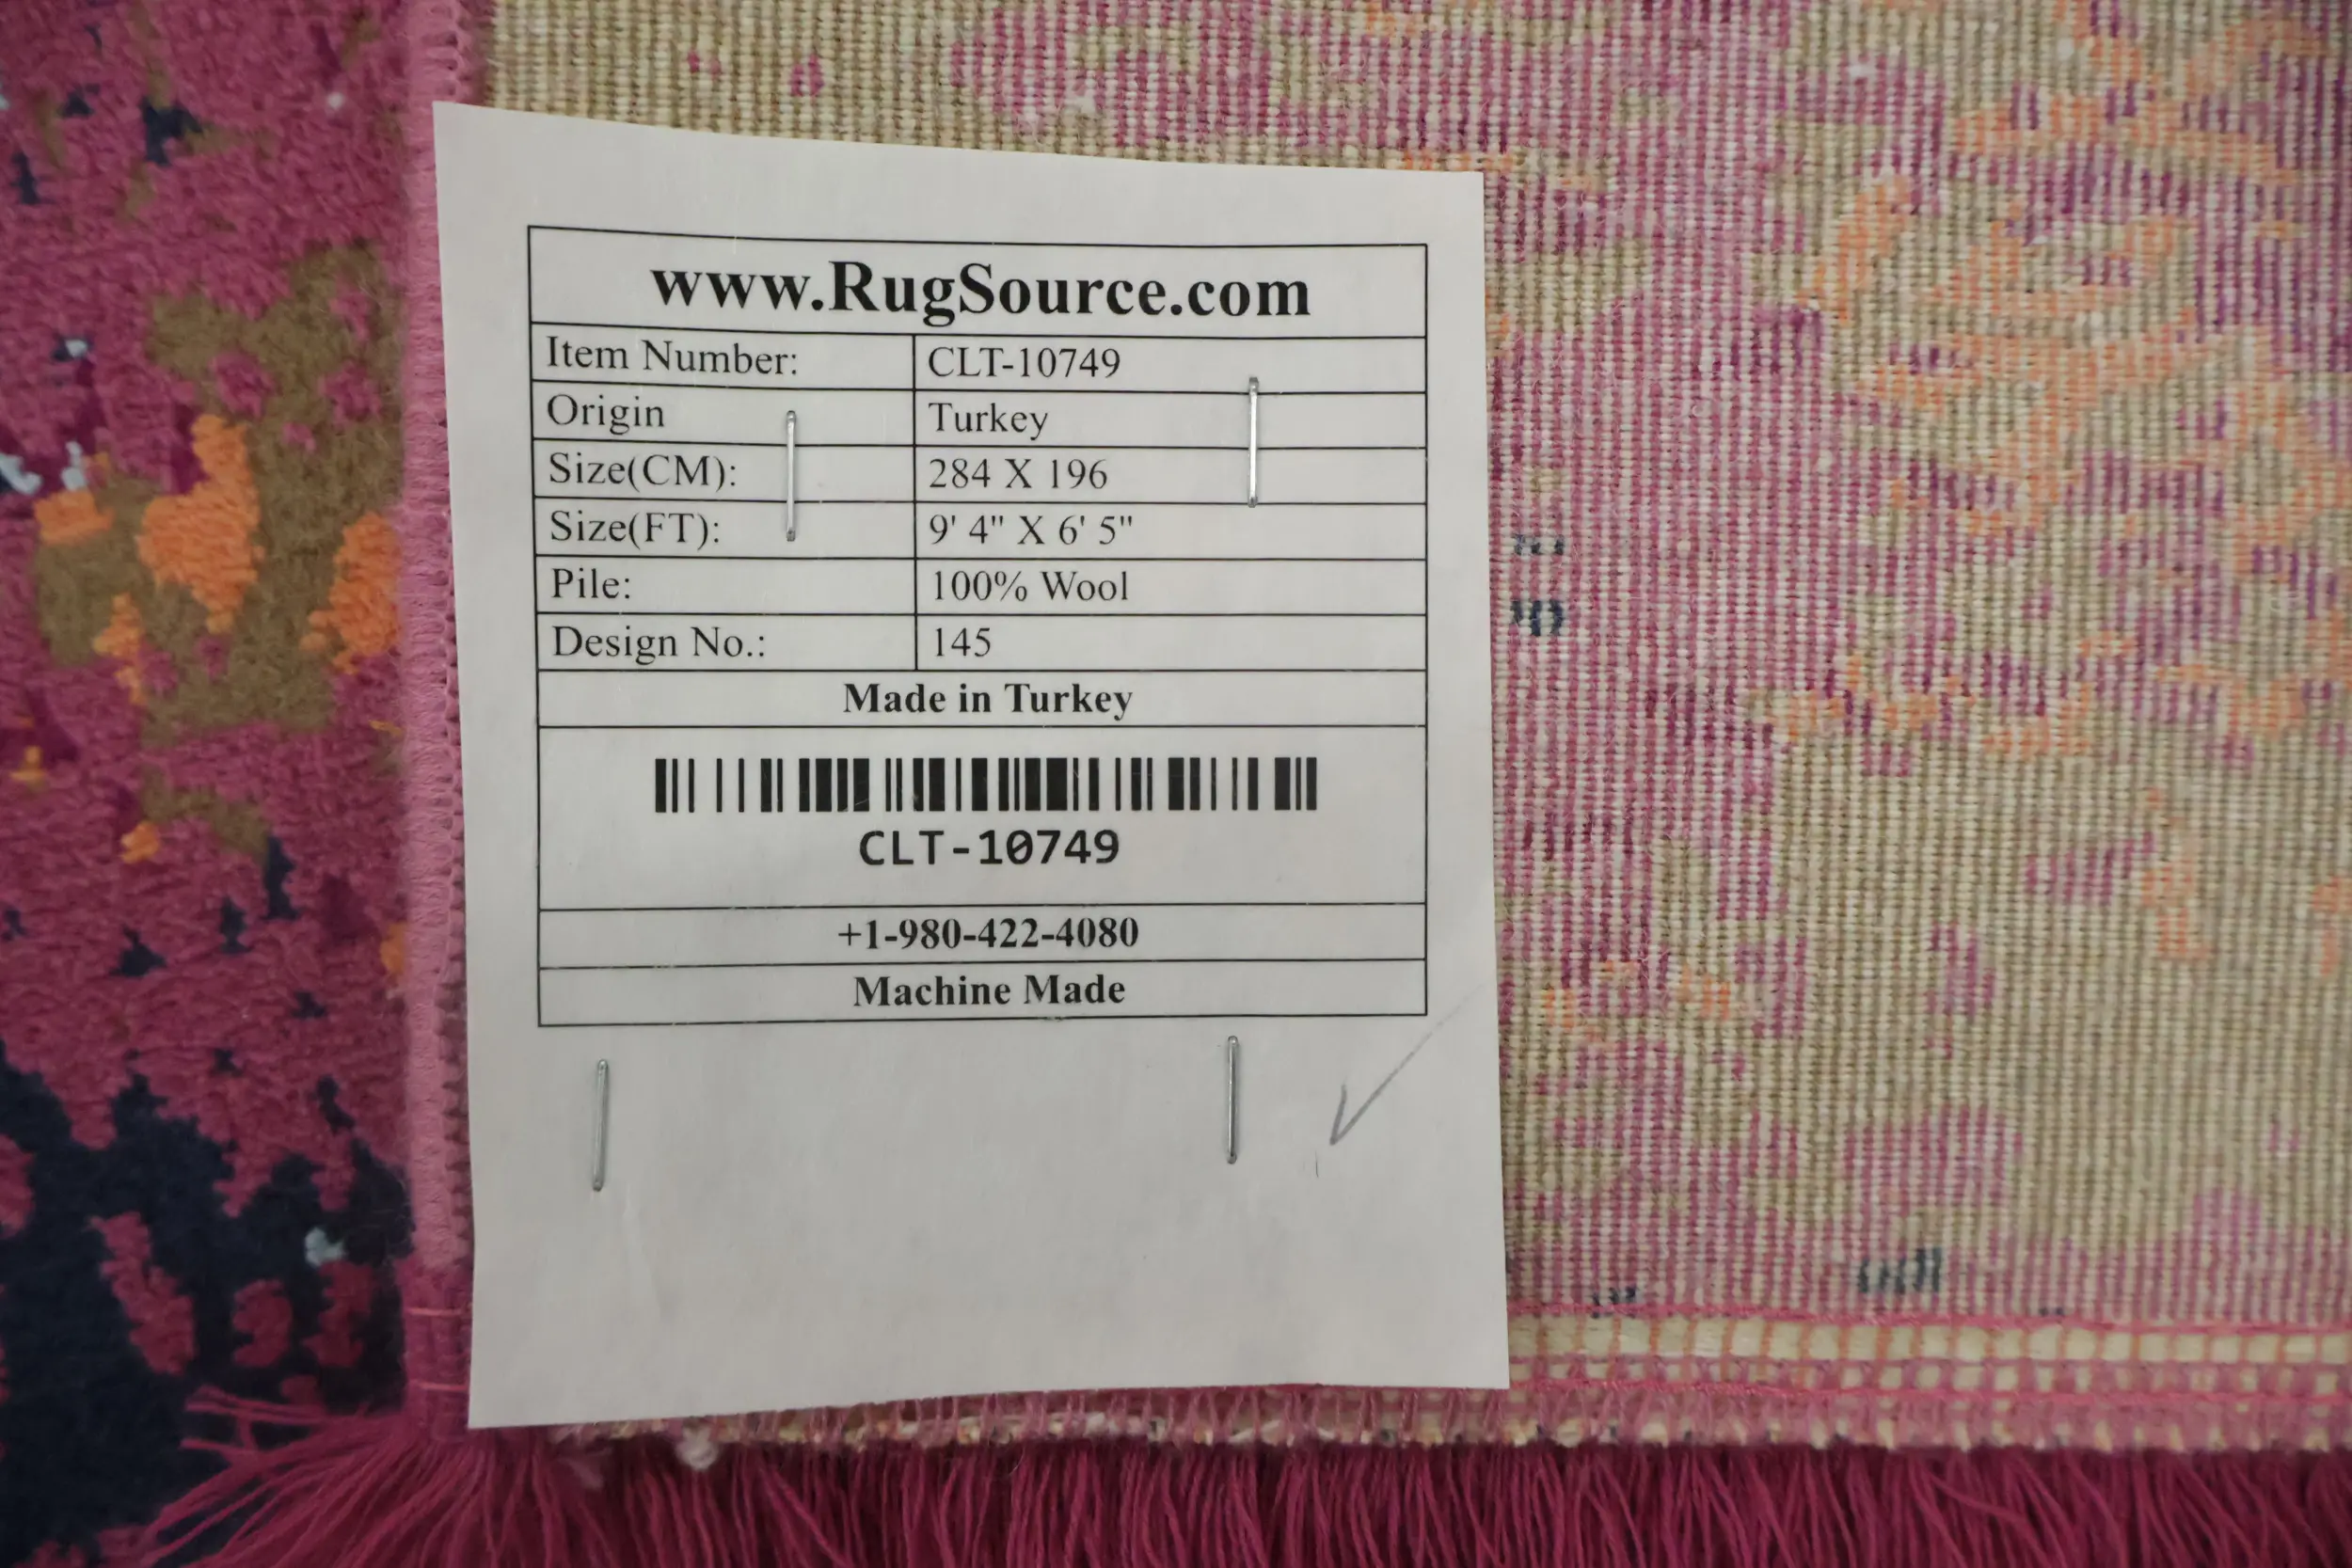 www.RugSource.com
Item Number: CLT-10749
Origin Turkey
Size(CM): 284 X 196
Size(FT): 9' 4" X 6' 5"
Pile: 100% Wool
Design No.: 145
Made in Turkey
CLT-10749
+1-980-422-4080
Machine Made